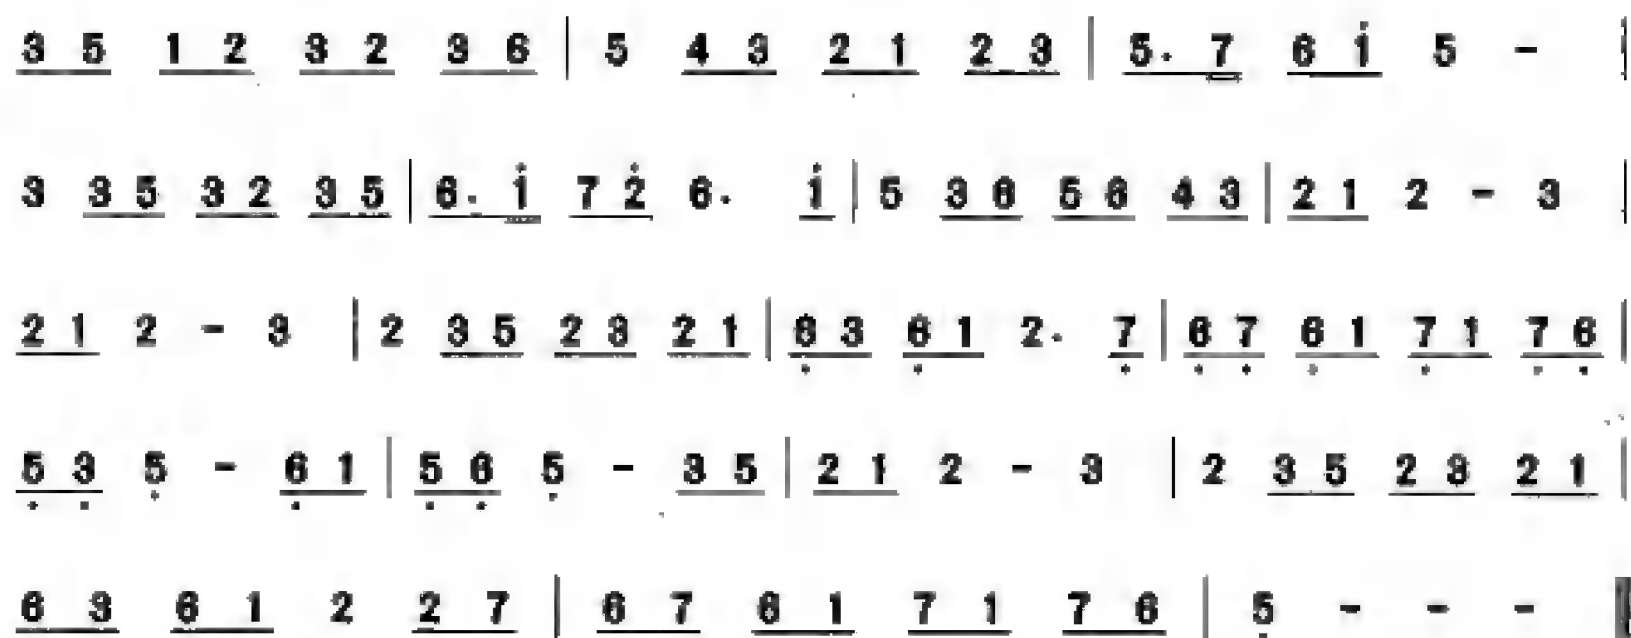 3 5 1 2 3 2 3 6 | 5 4 3 2 1 2 3 | 5. 7 6 i̇ 5 - |
3 3 5 3 2 3 5 | 6. i̇ 7 2̇ 6. i̇ | 5 3 6 5 6 4 3 | 2 1 2 - 3 |
2 1 2 - 3 | 2 3 5 2 3 2 1 | 6̣ 3 6̣ 1 2. 7̣ | 6̣ 7̣ 6̣ 1 7̣ 1 7̣ 6̣ |
5̣ 3̣ 5̣ - 6̣ 1 | 5̣ 6̣ 5̣ - 3 5 | 2 1 2 - 3 | 2 3 5 2 3 2 1 |
6 3 6 1 2 2 7 | 6 7 6 1 7 1 7 6 | 5̣ - - - ‖